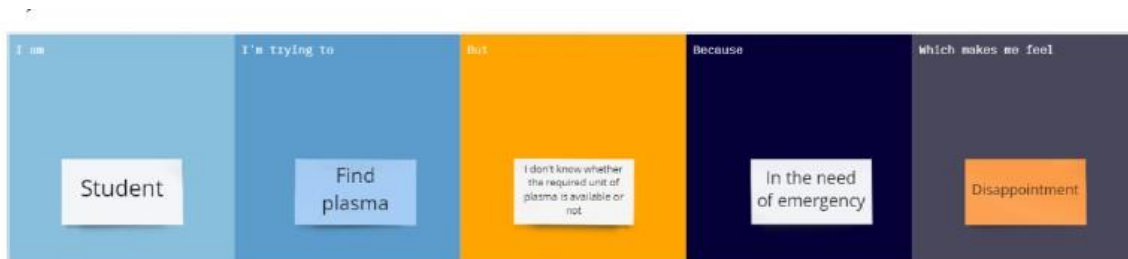 I am
I'm trying to
But
Because
Which makes me feel
Student
Find
plasma
I don't know whether
the required unit of
plasma is available or
not
In the need
of emergency
Disappointment